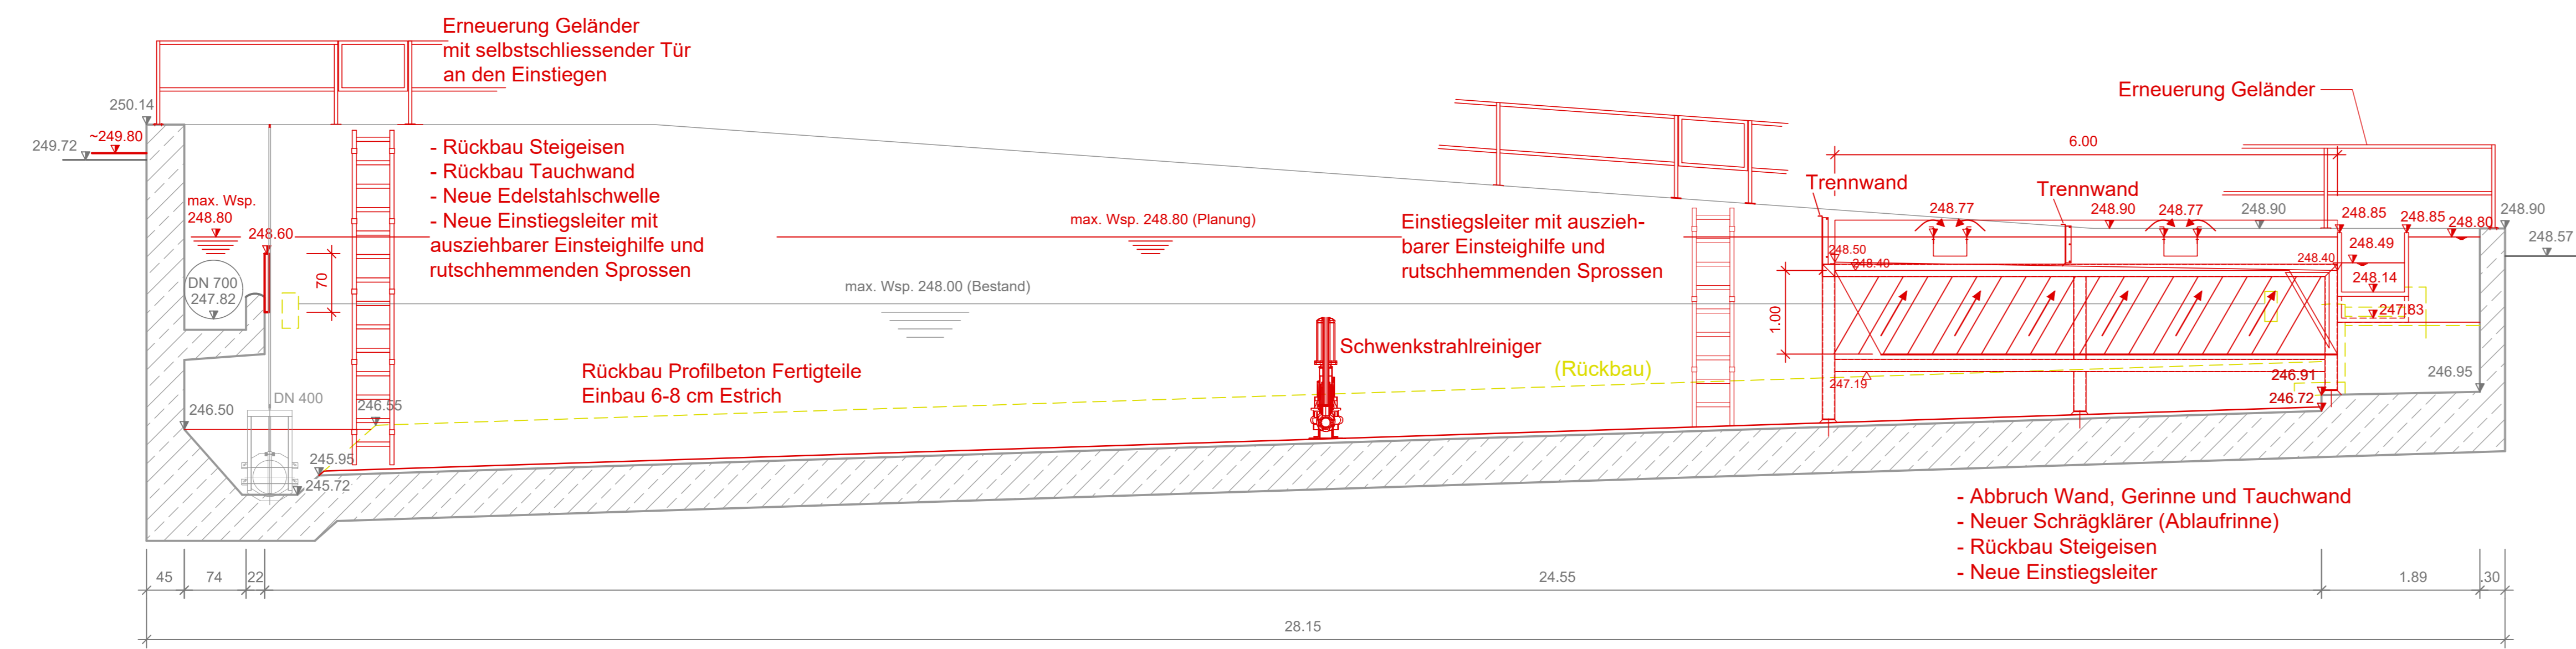 Erneuerung Geländer
mit selbstschliessender Tür
an den Einstiegen
250.14
~249.80
249.72
max. Wsp.
248.80
248.60
DN 700
247.82
70
- Rückbau Steigeisen
- Rückbau Tauchwand
- Neue Edelstahlschwelle
- Neue Einstiegsleiter mit
ausziehbarer Einsteighilfe und
rutschhemmenden Sprossen
max. Wsp. 248.80 (Planung)
max. Wsp. 248.00 (Bestand)
Einstiegsleiter mit auszieh-
barer Einsteighilfe und
rutschhemmenden Sprossen
Schwenkstrahlreiniger
(Rückbau)
Rückbau Profilbeton Fertigteile
Einbau 6-8 cm Estrich
246.50
DN 400
246.55
245.95
245.72
Erneuerung Geländer
6.00
Trennwand
Trennwand
248.77
248.90
248.77
248.90
248.85
248.85
248.80
248.90
248.57
248.50
248.40
248.40
248.49
248.14
247.83
1.00
247.19
246.91
246.72
246.95
- Abbruch Wand, Gerinne und Tauchwand
- Neuer Schrägklärer (Ablaufrinne)
- Rückbau Steigeisen
- Neue Einstiegsleiter
45
74
22
24.55
1.89
.30
28.15